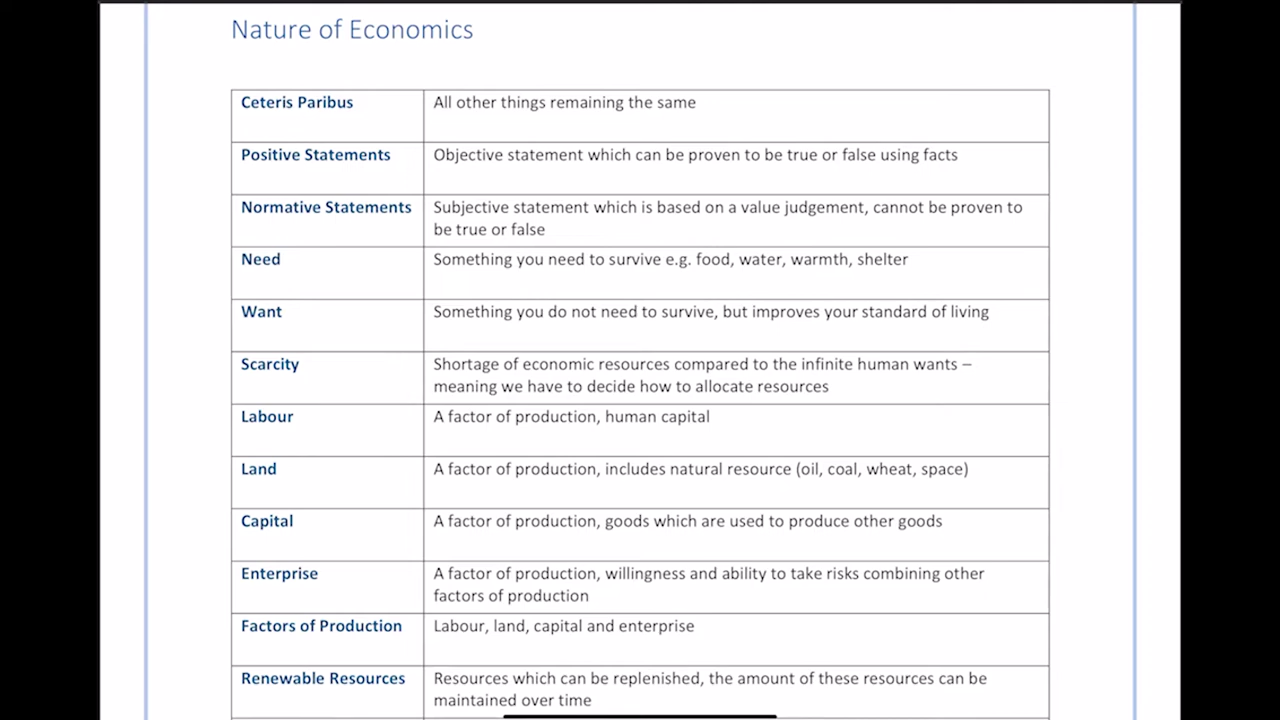 Nature of Economics
Ceteris Paribus
All other things remaining the same
Positive Statements
Objective statement which can be proven to be true or false using facts
Normative Statements
Subjective statement which is based on a value judgement, cannot be proven to
be true or false
Need
Something you need to survive e.g. food, water, warmth, shelter
Want
Something you do not need to survive, but improves your standard of living
Scarcity
Shortage of economic resources compared to the infinite human wants –
meaning we have to decide how to allocate resources
Labour
A factor of production, human capital
Land
A factor of production, includes natural resource (oil, coal, wheat, space)
Capital
A factor of production, goods which are used to produce other goods
Enterprise
A factor of production, willingness and ability to take risks combining other
factors of production
Factors of Production
Labour, land, capital and enterprise
Renewable Resources
Resources which can be replenished, the amount of these resources can be
maintained over time